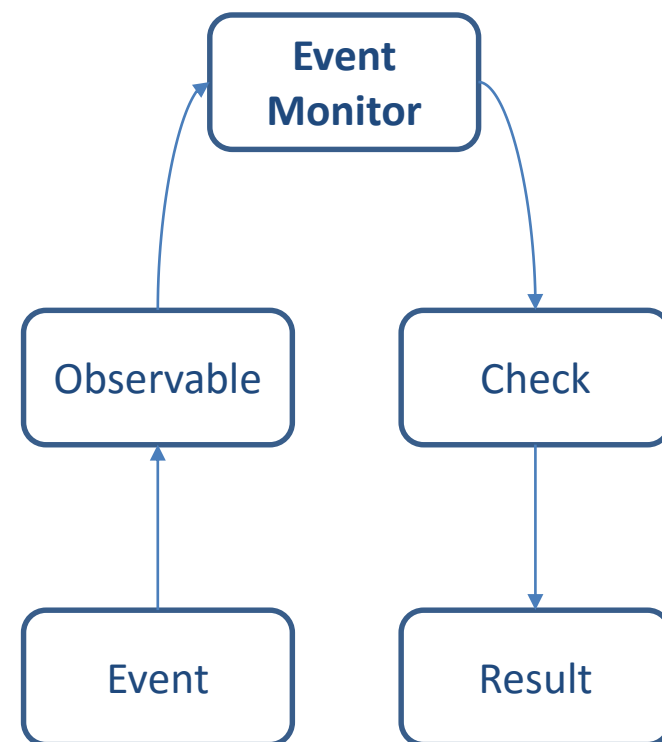 Event
Monitor
Observable
Check
Event
Result